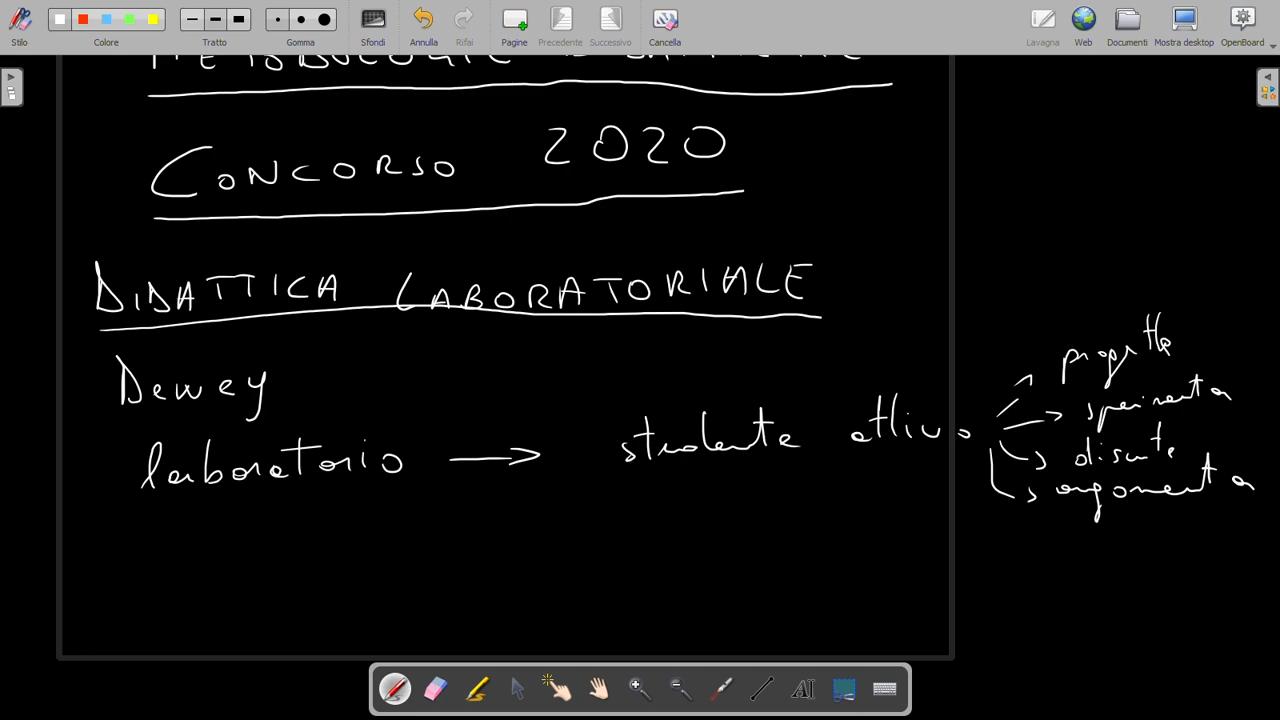 Stilo Colore Tratto Gomma Sfondi Annulla Rifai Pagine Precedente Successivo Cancella Lavagna Web Documenti Mostra desktop OpenBoard
CONCORSO 2020
DIDATTICA LABORATORIALE
Dewey
laboratorio → studente attivo
progetta
sperimenta
discute
argomenta
AI